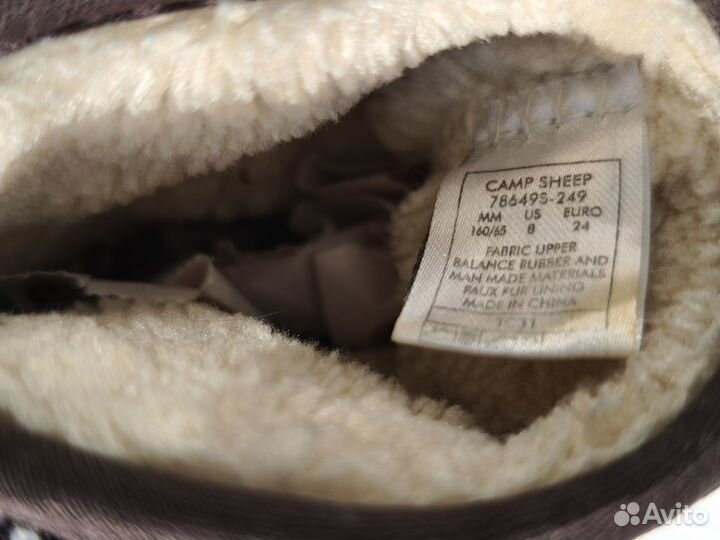 CAMP SHEEP
78649S-249
MM US EURO
160/65 8 24
FABRIC UPPER
BALANCE RUBBER AND
MAN MADE MATERIALS
FAUX FUR LINING
MADE IN CHINA
Avito